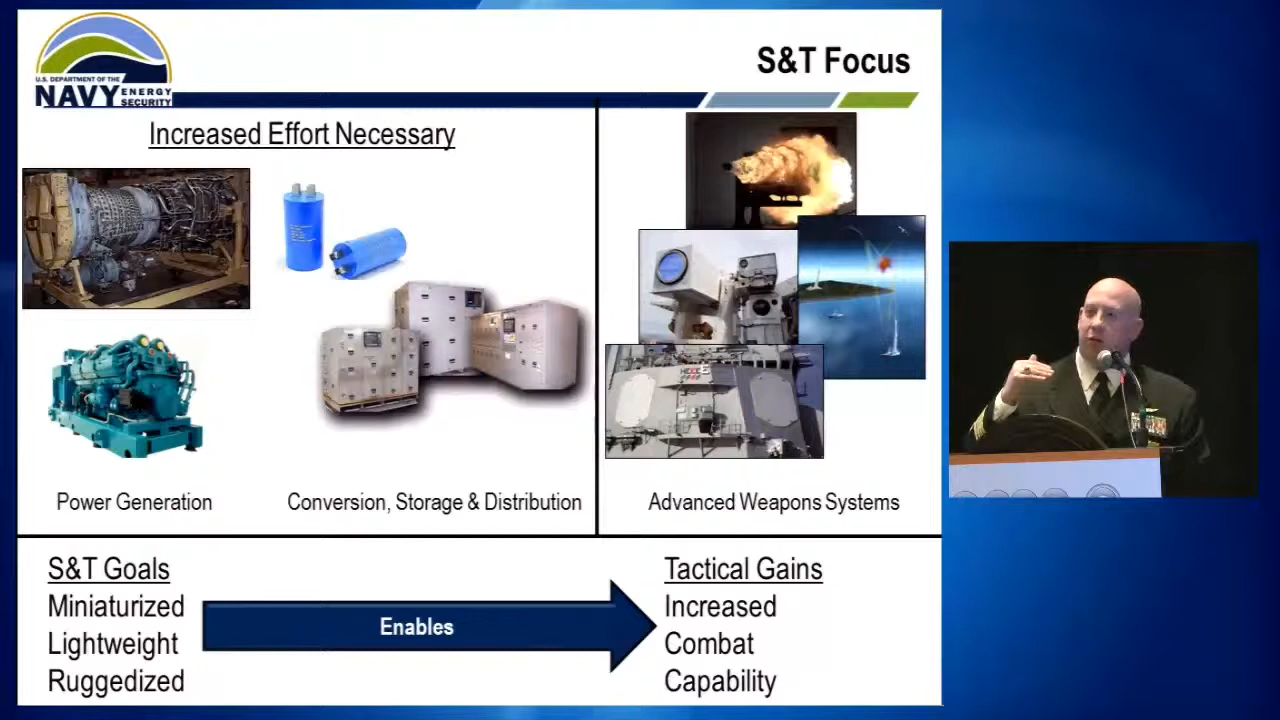 S&T Focus
U.S. DEPARTMENT OF THE
NAVY ENERGY
SECURITY
Increased Effort Necessary
Power Generation
Conversion, Storage & Distribution
Advanced Weapons Systems
S&T Goals
Miniaturized
Lightweight
Ruggedized
Enables
Tactical Gains
Increased
Combat
Capability